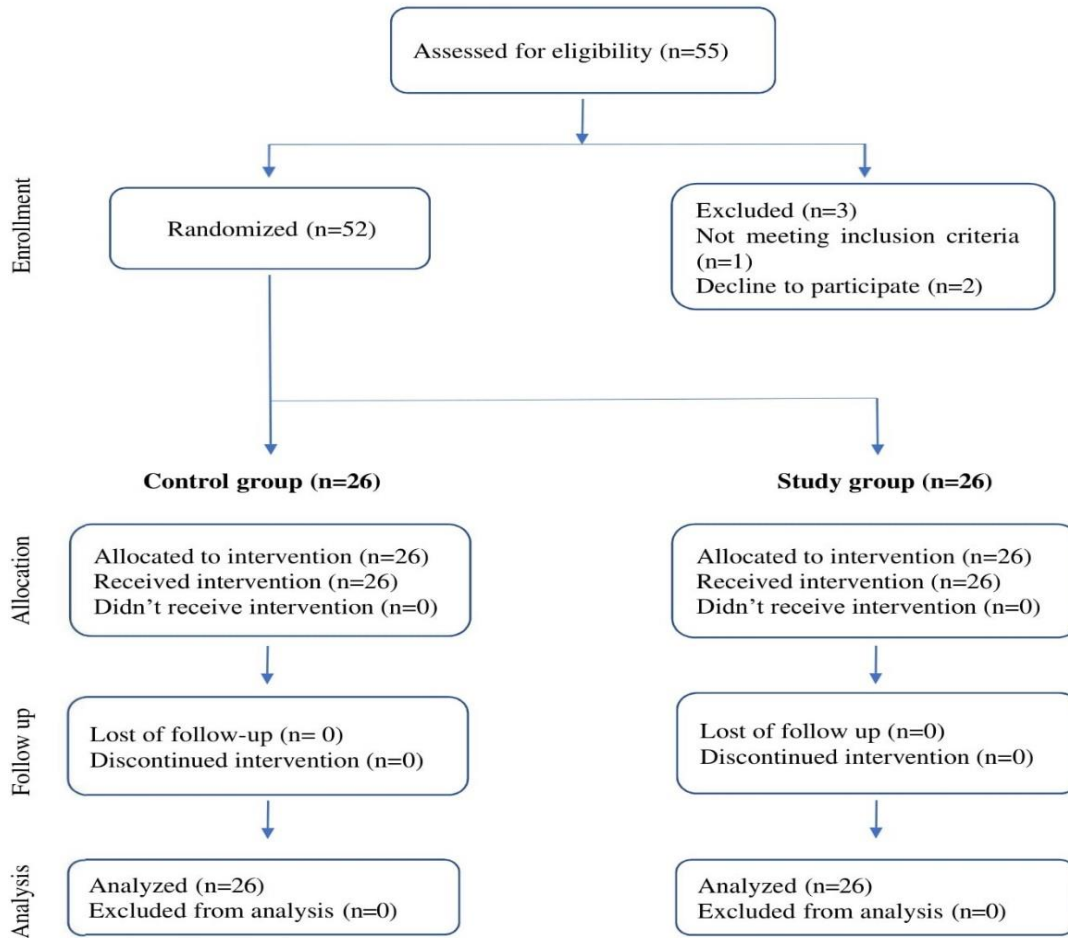 Assessed for eligibility (n=55)
Enrollment
Randomized (n=52)
Excluded (n=3)
Not meeting inclusion criteria
(n=1)
Decline to participate (n=2)
Control group (n=26)
Study group (n=26)
Allocation
Allocated to intervention (n=26)
Received intervention (n=26)
Didn't receive intervention (n=0)
Allocated to intervention (n=26)
Received intervention (n=26)
Didn't receive intervention (n=0)
Follow up
Lost of follow-up (n= 0)
Discontinued intervention (n=0)
Lost of follow up (n=0)
Discontinued intervention (n=0)
Analysis
Analyzed (n=26)
Excluded from analysis (n=0)
Analyzed (n=26)
Excluded from analysis (n=0)